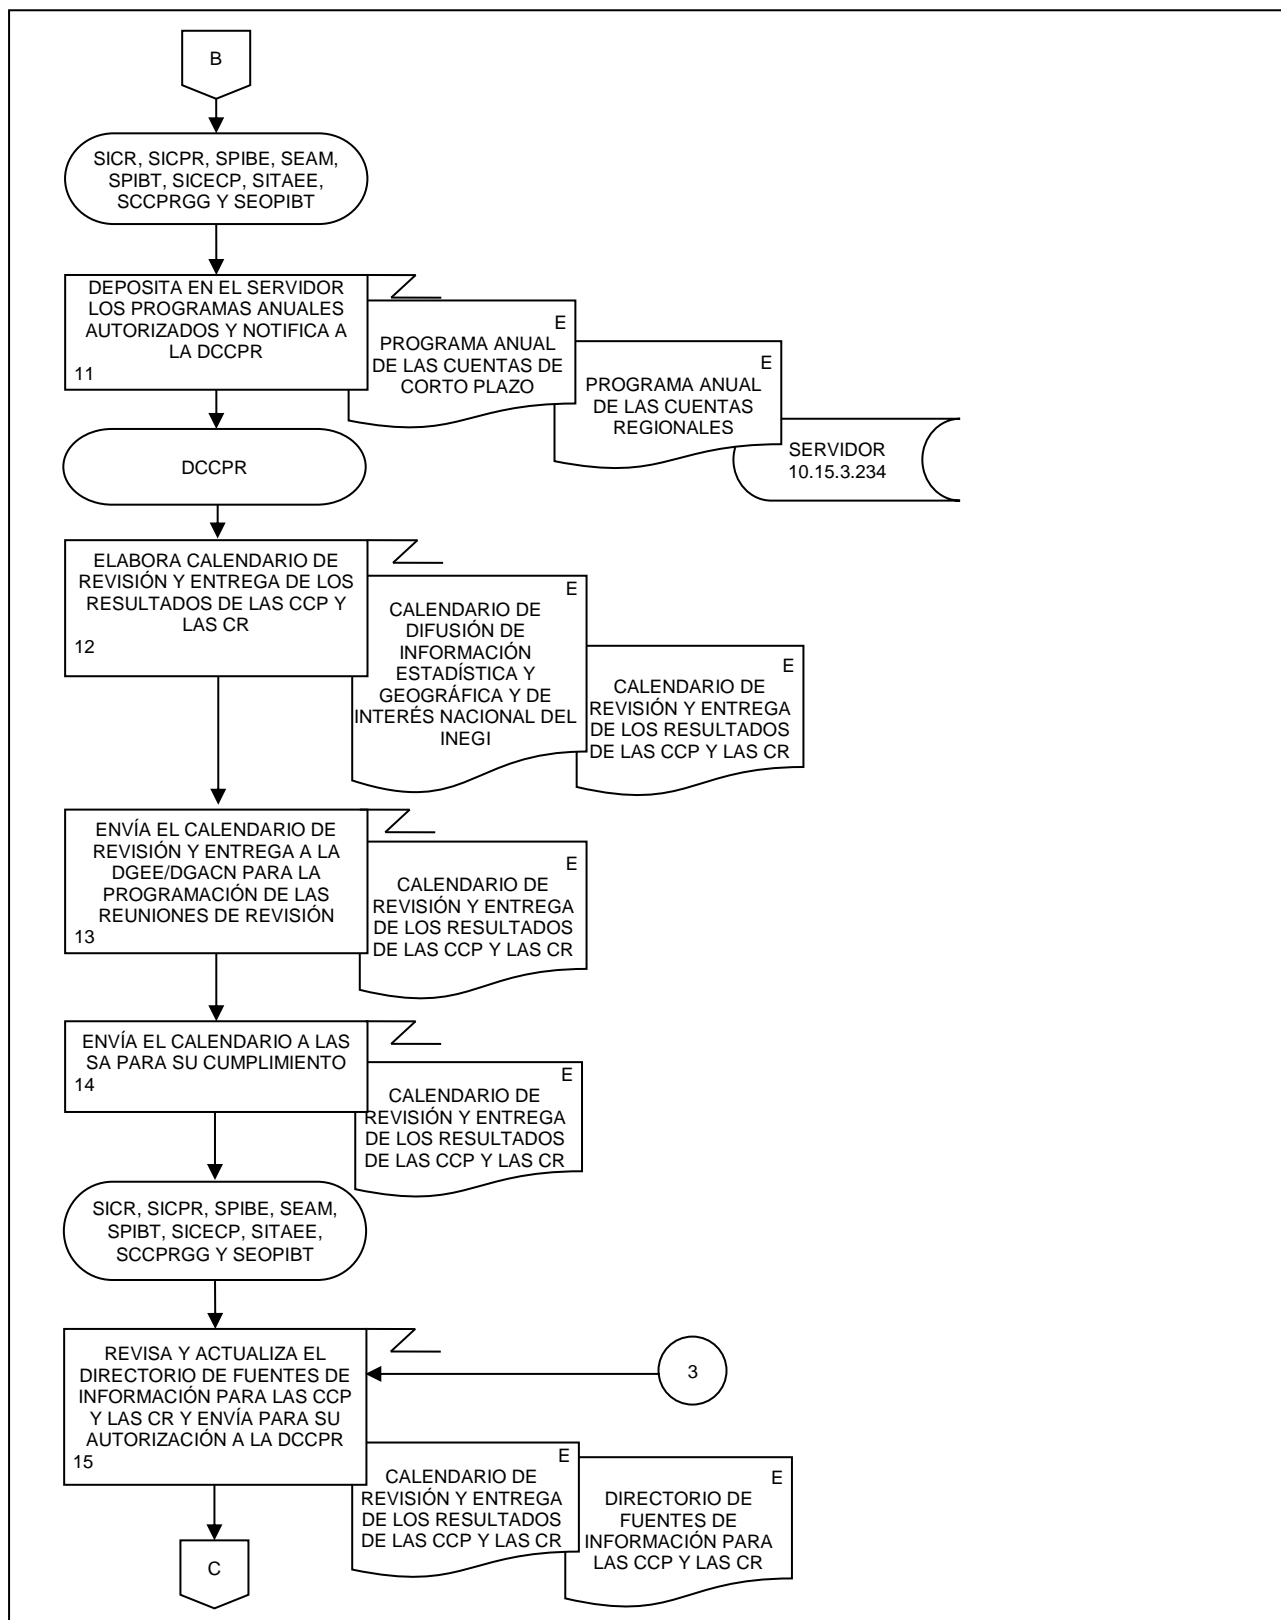 B
SICR, SICPR, SPIBE, SEAM,
SPIBT, SICECP, SITAEE,
SCCPRGG Y SEOPIBT
DEPOSITA EN EL SERVIDOR
LOS PROGRAMAS ANUALES
AUTORIZADOS Y NOTIFICA A
LA DCCPR
11
E
PROGRAMA ANUAL
DE LAS CUENTAS DE
CORTO PLAZO
E
PROGRAMA ANUAL
DE LAS CUENTAS
REGIONALES
SERVIDOR
10.15.3.234
DCCPR
ELABORA CALENDARIO DE
REVISIÓN Y ENTREGA DE LOS
RESULTADOS DE LAS CCP Y
LAS CR
12
E
CALENDARIO DE
DIFUSIÓN DE
INFORMACIÓN
ESTADÍSTICA Y
GEOGRÁFICA Y DE
INTERÉS NACIONAL DEL
INEGI
E
CALENDARIO DE
REVISIÓN Y ENTREGA
DE LOS RESULTADOS
DE LAS CCP Y LAS CR
ENVÍA EL CALENDARIO DE
REVISIÓN Y ENTREGA A LA
DGEE/DGACN PARA LA
PROGRAMACIÓN DE LAS
REUNIONES DE REVISIÓN
13
E
CALENDARIO DE
REVISIÓN Y ENTREGA
DE LOS RESULTADOS
DE LAS CCP Y LAS CR
ENVÍA EL CALENDARIO A LAS
SA PARA SU CUMPLIMIENTO
14
E
CALENDARIO DE
REVISIÓN Y ENTREGA
DE LOS RESULTADOS
DE LAS CCP Y LAS CR
SICR, SICPR, SPIBE, SEAM,
SPIBT, SICECP, SITAEE,
SCCPRGG Y SEOPIBT
REVISA Y ACTUALIZA EL
DIRECTORIO DE FUENTES DE
INFORMACIÓN PARA LAS CCP
Y LAS CR Y ENVÍA PARA SU
AUTORIZACIÓN A LA DCCPR
15
3
E
CALENDARIO DE
REVISIÓN Y ENTREGA
DE LOS RESULTADOS
DE LAS CCP Y LAS CR
E
DIRECTORIO DE
FUENTES DE
INFORMACIÓN PARA
LAS CCP Y LAS CR
C